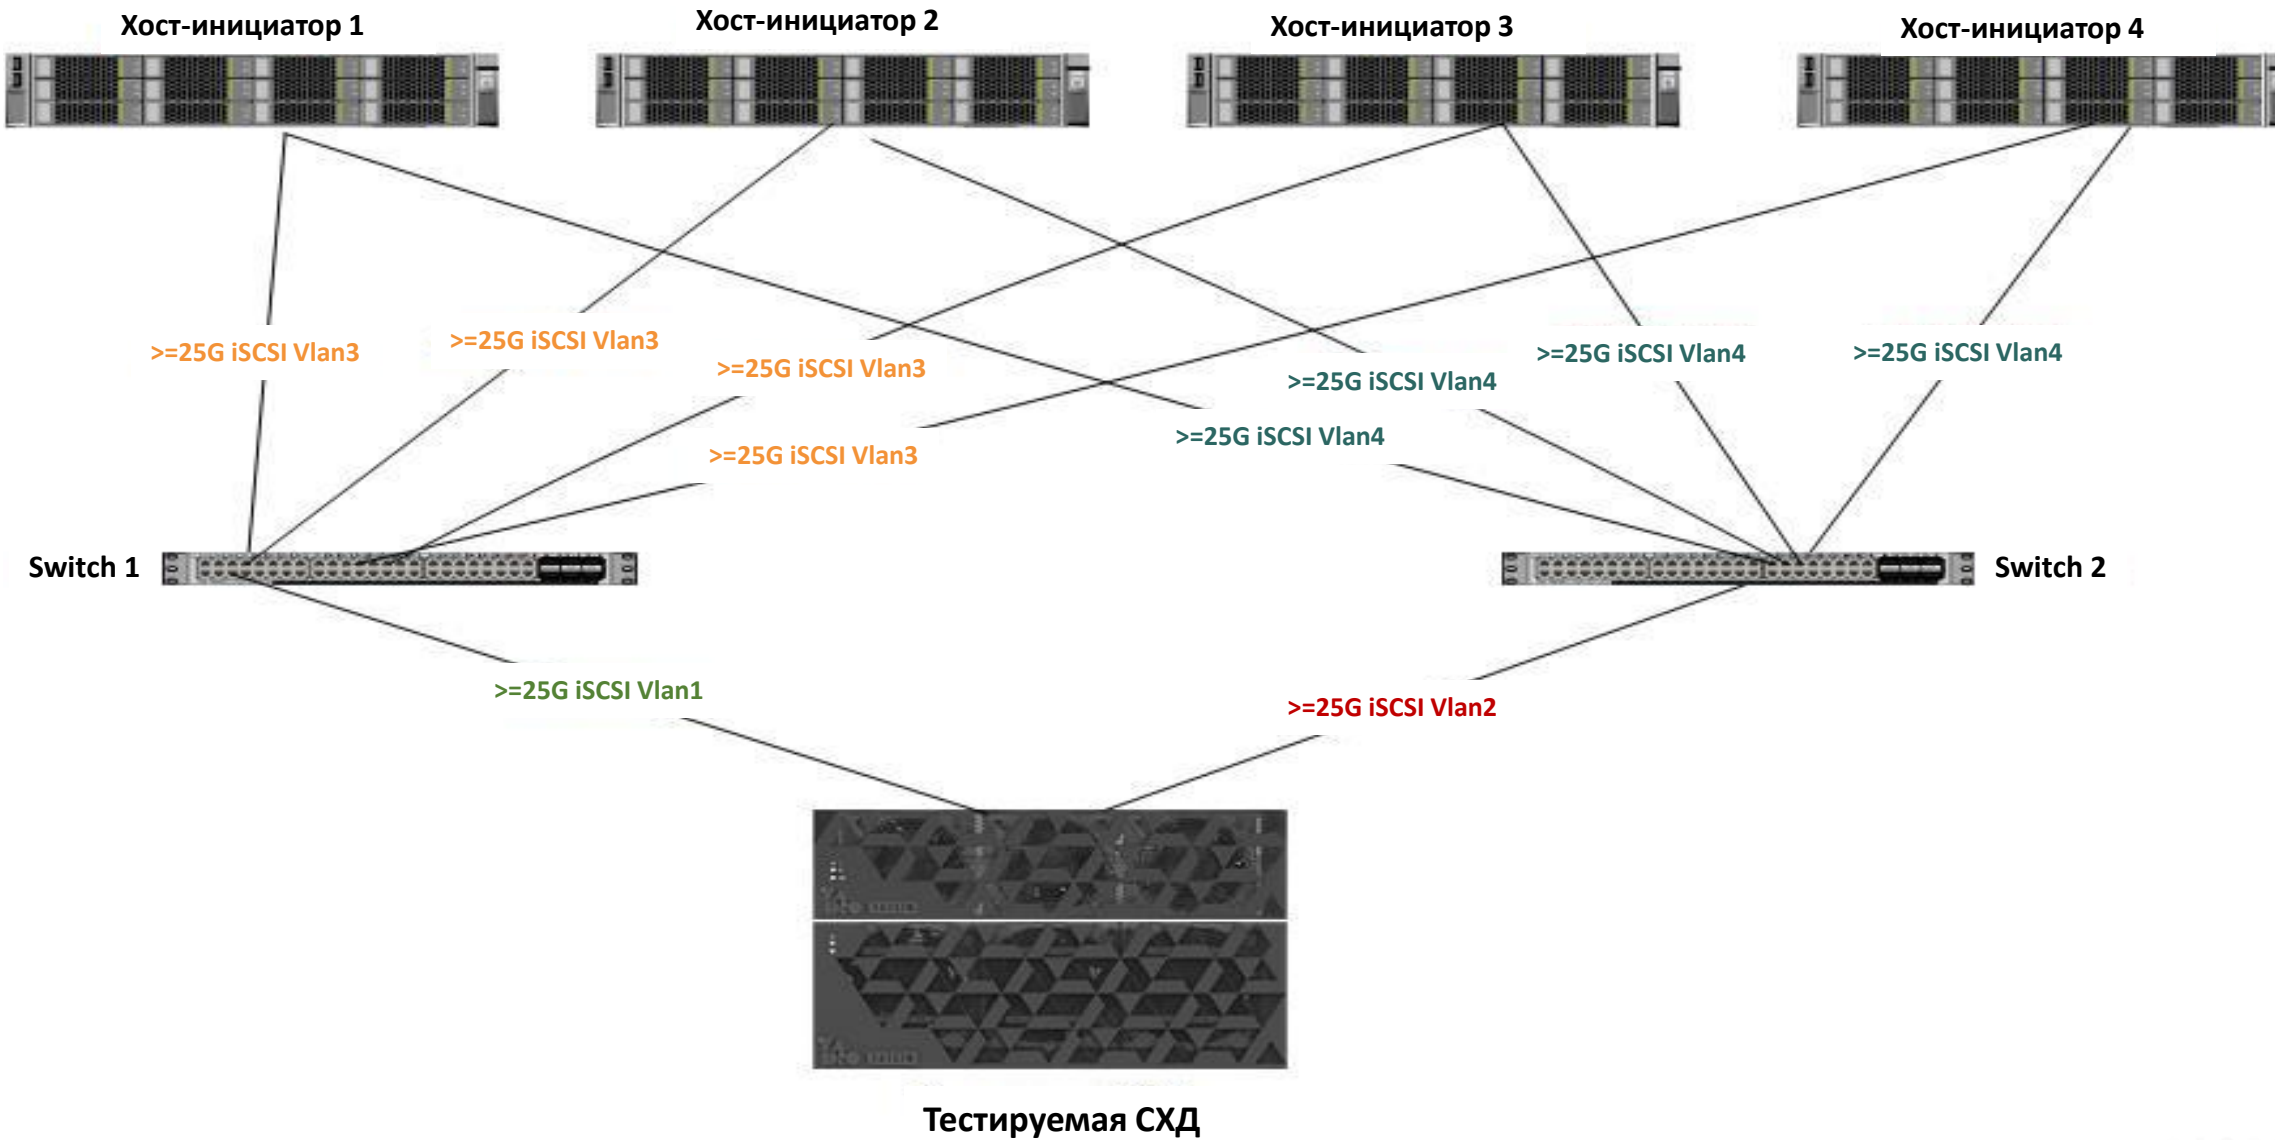 Хост-инициатор 1
Хост-инициатор 2
Хост-инициатор 3
Хост-инициатор 4
>=25G iSCSI Vlan3
>=25G iSCSI Vlan3
>=25G iSCSI Vlan3
>=25G iSCSI Vlan3
>=25G iSCSI Vlan4
>=25G iSCSI Vlan4
>=25G iSCSI Vlan4
>=25G iSCSI Vlan4
Switch 1
Switch 2
>=25G iSCSI Vlan1
>=25G iSCSI Vlan2
Тестируемая СХД